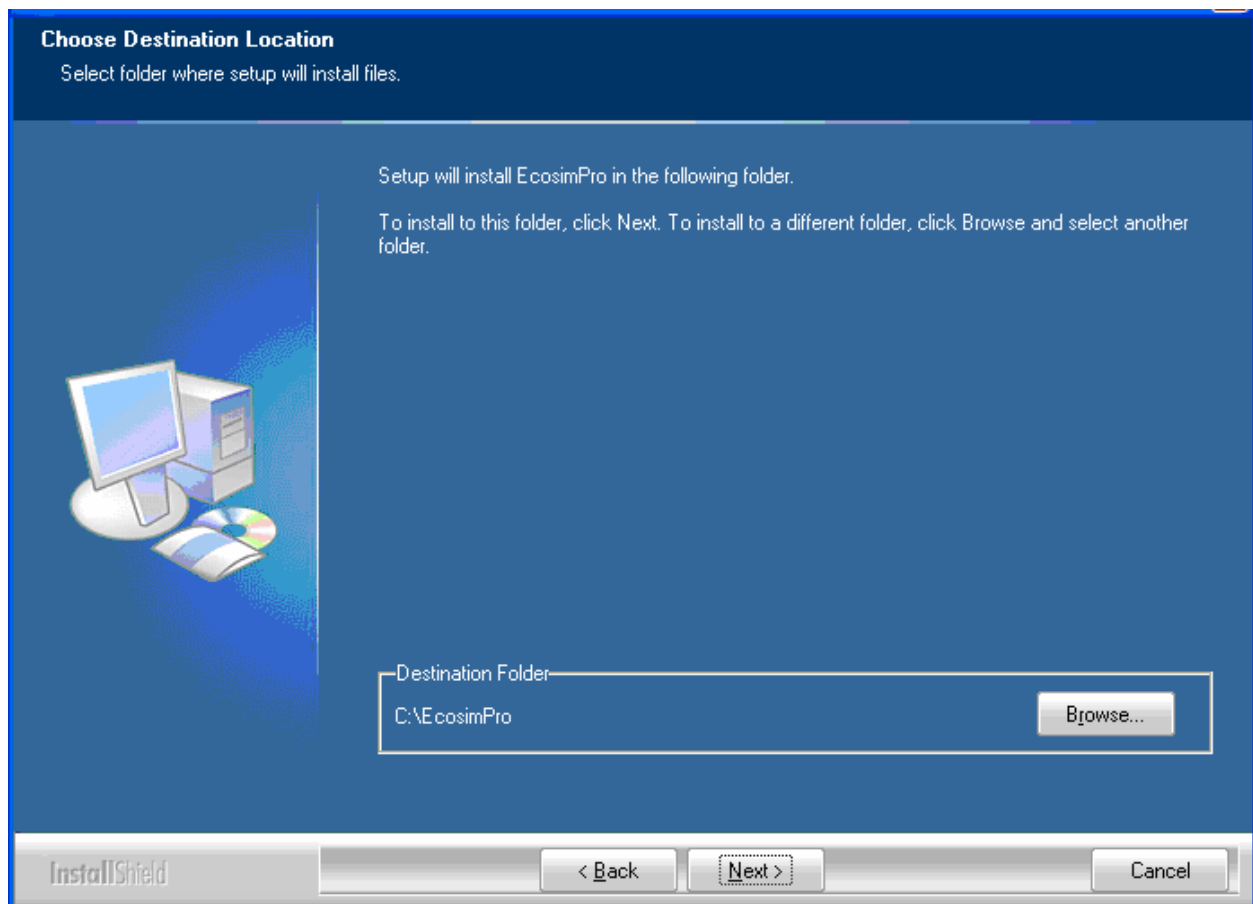 Choose Destination Location
Select folder where setup will install files.
Setup will install EcosimPro in the following folder.
To install to this folder, click Next. To install to a different folder, click Browse and select another
folder.
Destination Folder
C:\EcosimPro
Browse...
InstallShield
< Back
Next >
Cancel